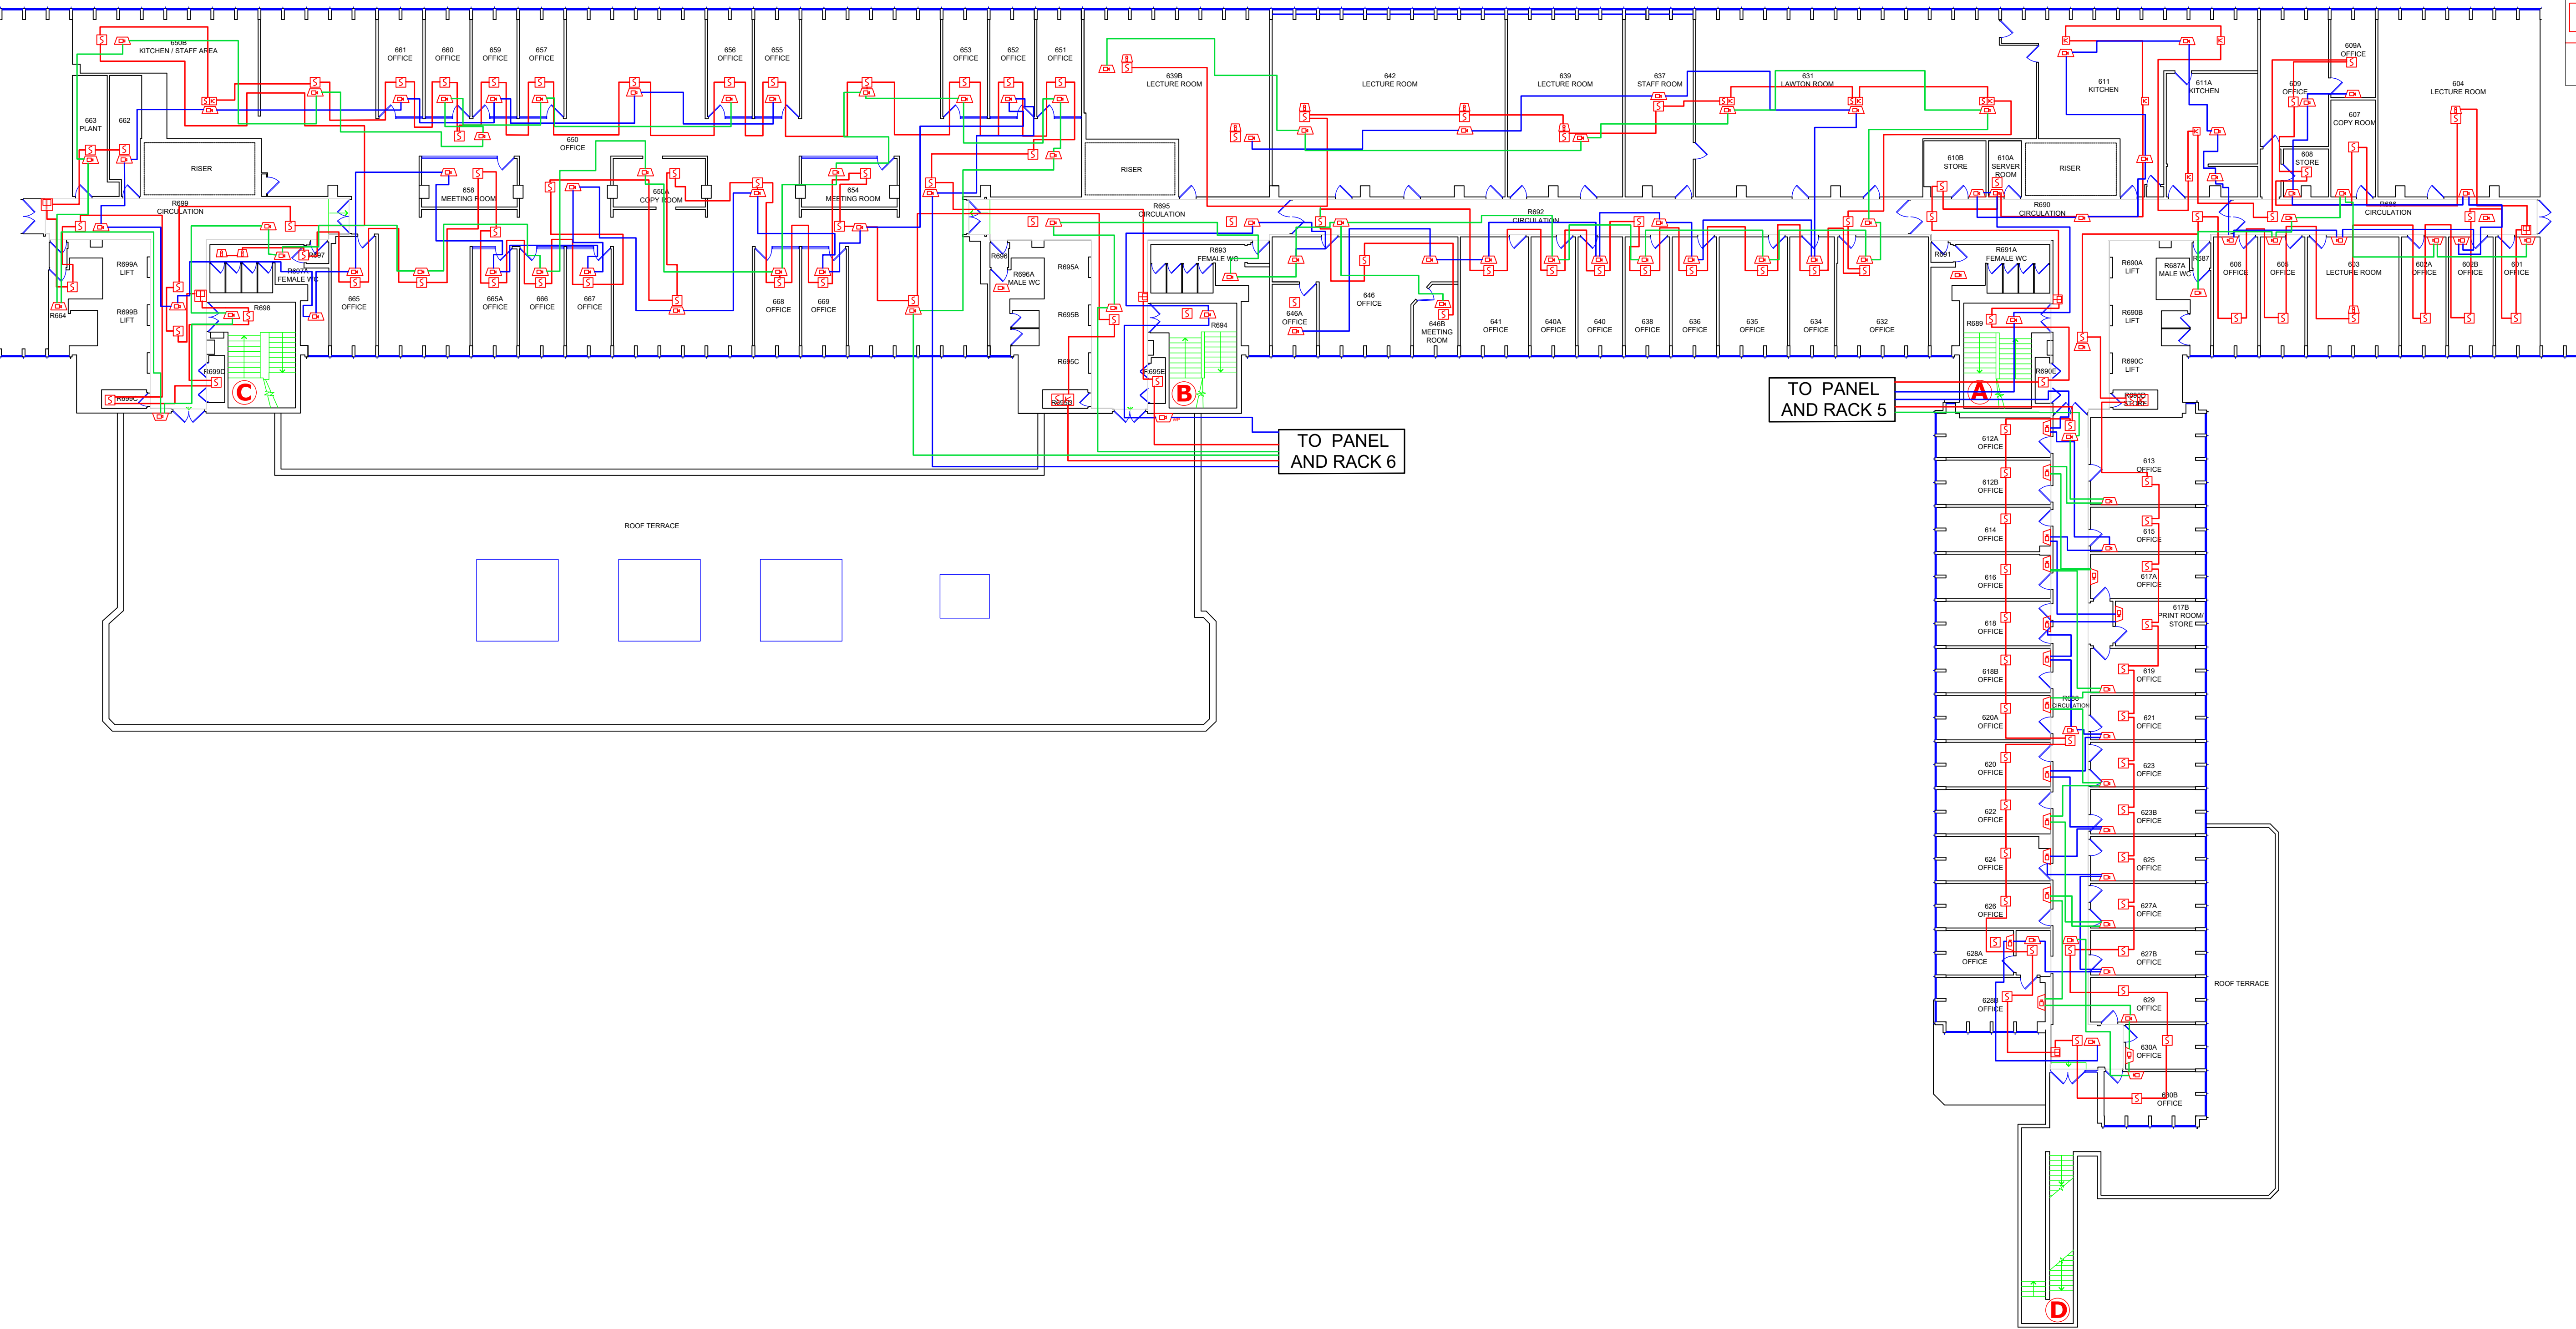 650B
KITCHEN / STAFF AREA
661
OFFICE
660
OFFICE
659
OFFICE
657
OFFICE
656
OFFICE
655
OFFICE
653
OFFICE
652
OFFICE
651
OFFICE
639B
LECTURE ROOM
642
LECTURE ROOM
639
LECTURE ROOM
637
STAFF ROOM
631
LAWTON ROOM
611
KITCHEN
611A
KITCHEN
609
OFFICE
609A
OFFICE
607
COPY ROOM
608
STORE
604
LECTURE ROOM
663
PLANT
662
RISER
650
OFFICE
RISER
610B
STORE
610A
SERVER
ROOM
RISER
658
MEETING ROOM
650A
COPY ROOM
654
MEETING ROOM
R699
CIRCULATION
R695
CIRCULATION
R692
CIRCULATION
R690
CIRCULATION
R686
CIRCULATION
R699A
LIFT
R699B
LIFT
R664
R697
R697A
FEMALE WC
R698
R699D
R699C
C
665
OFFICE
665A
OFFICE
666
OFFICE
667
OFFICE
668
OFFICE
669
OFFICE
R696
R696A
MALE WC
R695A
R695B
R695C
R695D
R695E
R693
FEMALE WC
R694
B
646A
OFFICE
646
OFFICE
646B
MEETING
ROOM
641
OFFICE
640A
OFFICE
640
OFFICE
638
OFFICE
636
OFFICE
635
OFFICE
634
OFFICE
632
OFFICE
R691
R691A
FEMALE WC
R689
R690E
A
R690A
LIFT
R690B
LIFT
R690C
LIFT
R690D
STORE
R687A
MALE WC
R687
606
OFFICE
605
OFFICE
603
LECTURE ROOM
602A
OFFICE
602B
OFFICE
601
OFFICE
TO PANEL
AND RACK 6
TO PANEL
AND RACK 5
ROOF TERRACE
612A
OFFICE
612B
OFFICE
614
OFFICE
616
OFFICE
618
OFFICE
618B
OFFICE
620A
OFFICE
620
OFFICE
622
OFFICE
624
OFFICE
626
OFFICE
628A
OFFICE
628B
OFFICE
CIRCULATION
613
OFFICE
615
OFFICE
617A
OFFICE
617B
PRINT ROOM/
STORE
619
OFFICE
621
OFFICE
623
OFFICE
623B
OFFICE
625
OFFICE
627A
OFFICE
627B
OFFICE
629
OFFICE
630A
OFFICE
630B
OFFICE
ROOF TERRACE
D